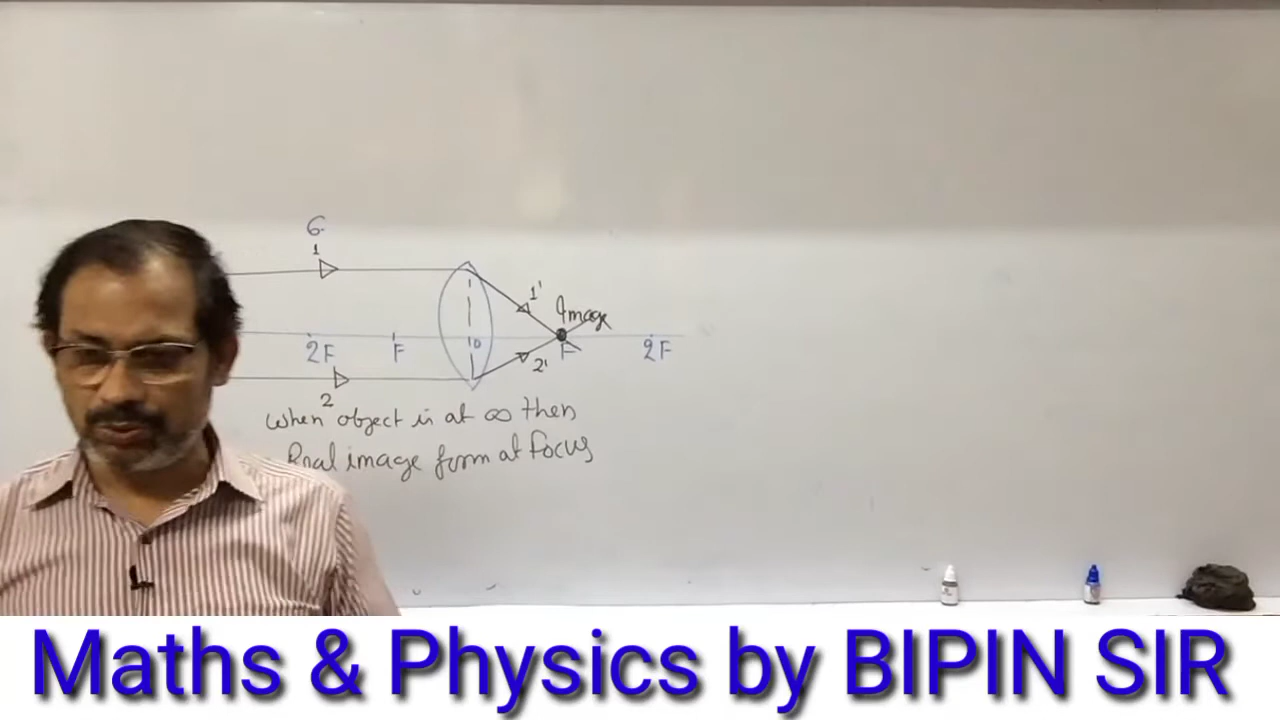 6.
1
1'
Image
2F F O F 2F
2 2'
when object is at ∞ then
Real image form at Focus
Maths & Physics by BIPIN SIR